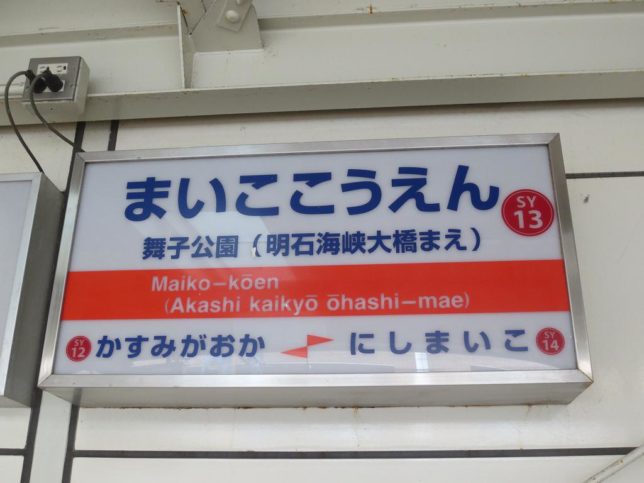 まいここうえん
SY
13
舞子公園（明石海峡大橋まえ）
Maiko−kōen
(Akashi kaikyō ōhashi−mae)
SY
12
かすみがおか
にしまいこ
SY
14